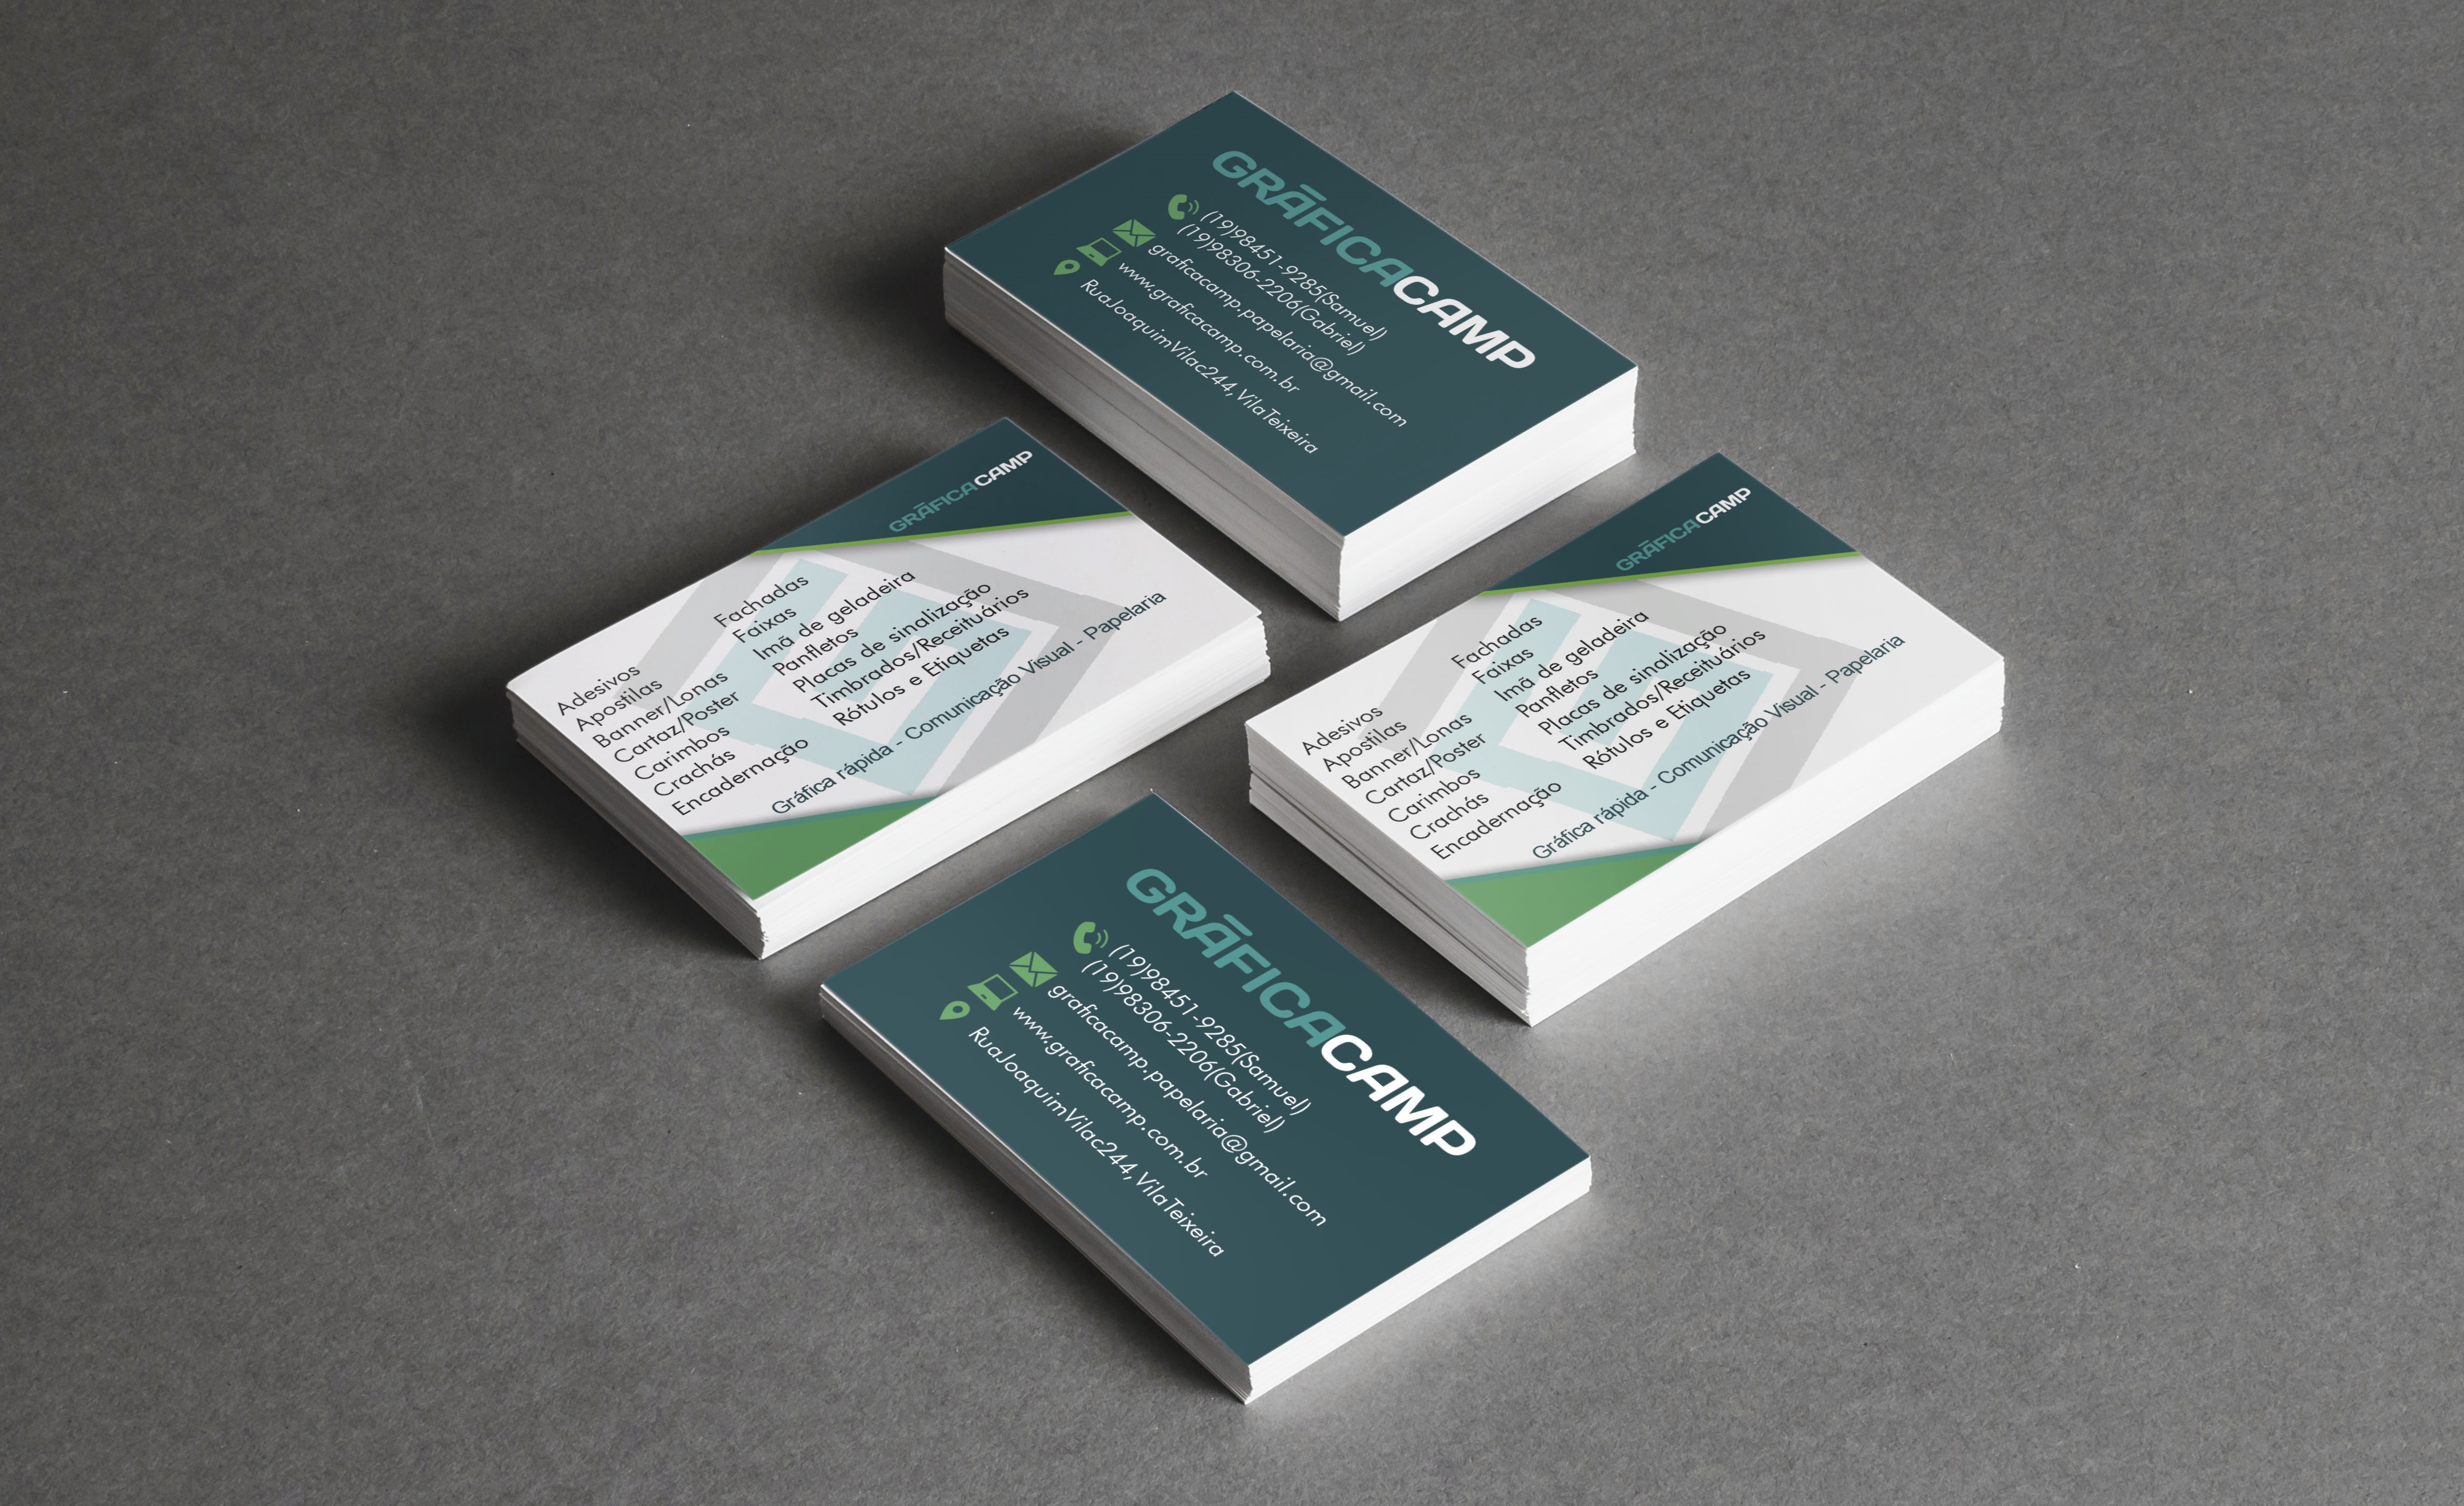 GRÁFICACAMP
(19)98451-9285(Samuel)
(19)98306-2206(Gabriel)
graficacamp.papelaria@gmail.com
www.graficacamp.com.br
RuaJoaquimVilac244,VilaTeixeira
GRÁFICACAMP
Adesivos
Apostilas
Banner/Lonas
Cartaz/Poster
Carimbos
Crachás
Encadernação
Fachadas
Faixas
Imã de geladeira
Panfletos
Placas de sinalização
Timbrados/Receituários
Rótulos e Etiquetas
Gráfica rápida - Comunicação Visual - Papelaria
GRÁFICACAMP
Adesivos
Apostilas
Banner/Lonas
Cartaz/Poster
Carimbos
Crachás
Encadernação
Fachadas
Faixas
Imã de geladeira
Panfletos
Placas de sinalização
Timbrados/Receituários
Rótulos e Etiquetas
Gráfica rápida - Comunicação Visual - Papelaria
GRÁFICACAMP
(19)98451-9285(Samuel)
(19)98306-2206(Gabriel)
graficacamp.papelaria@gmail.com
www.graficacamp.com.br
RuaJoaquimVilac244,VilaTeixeira